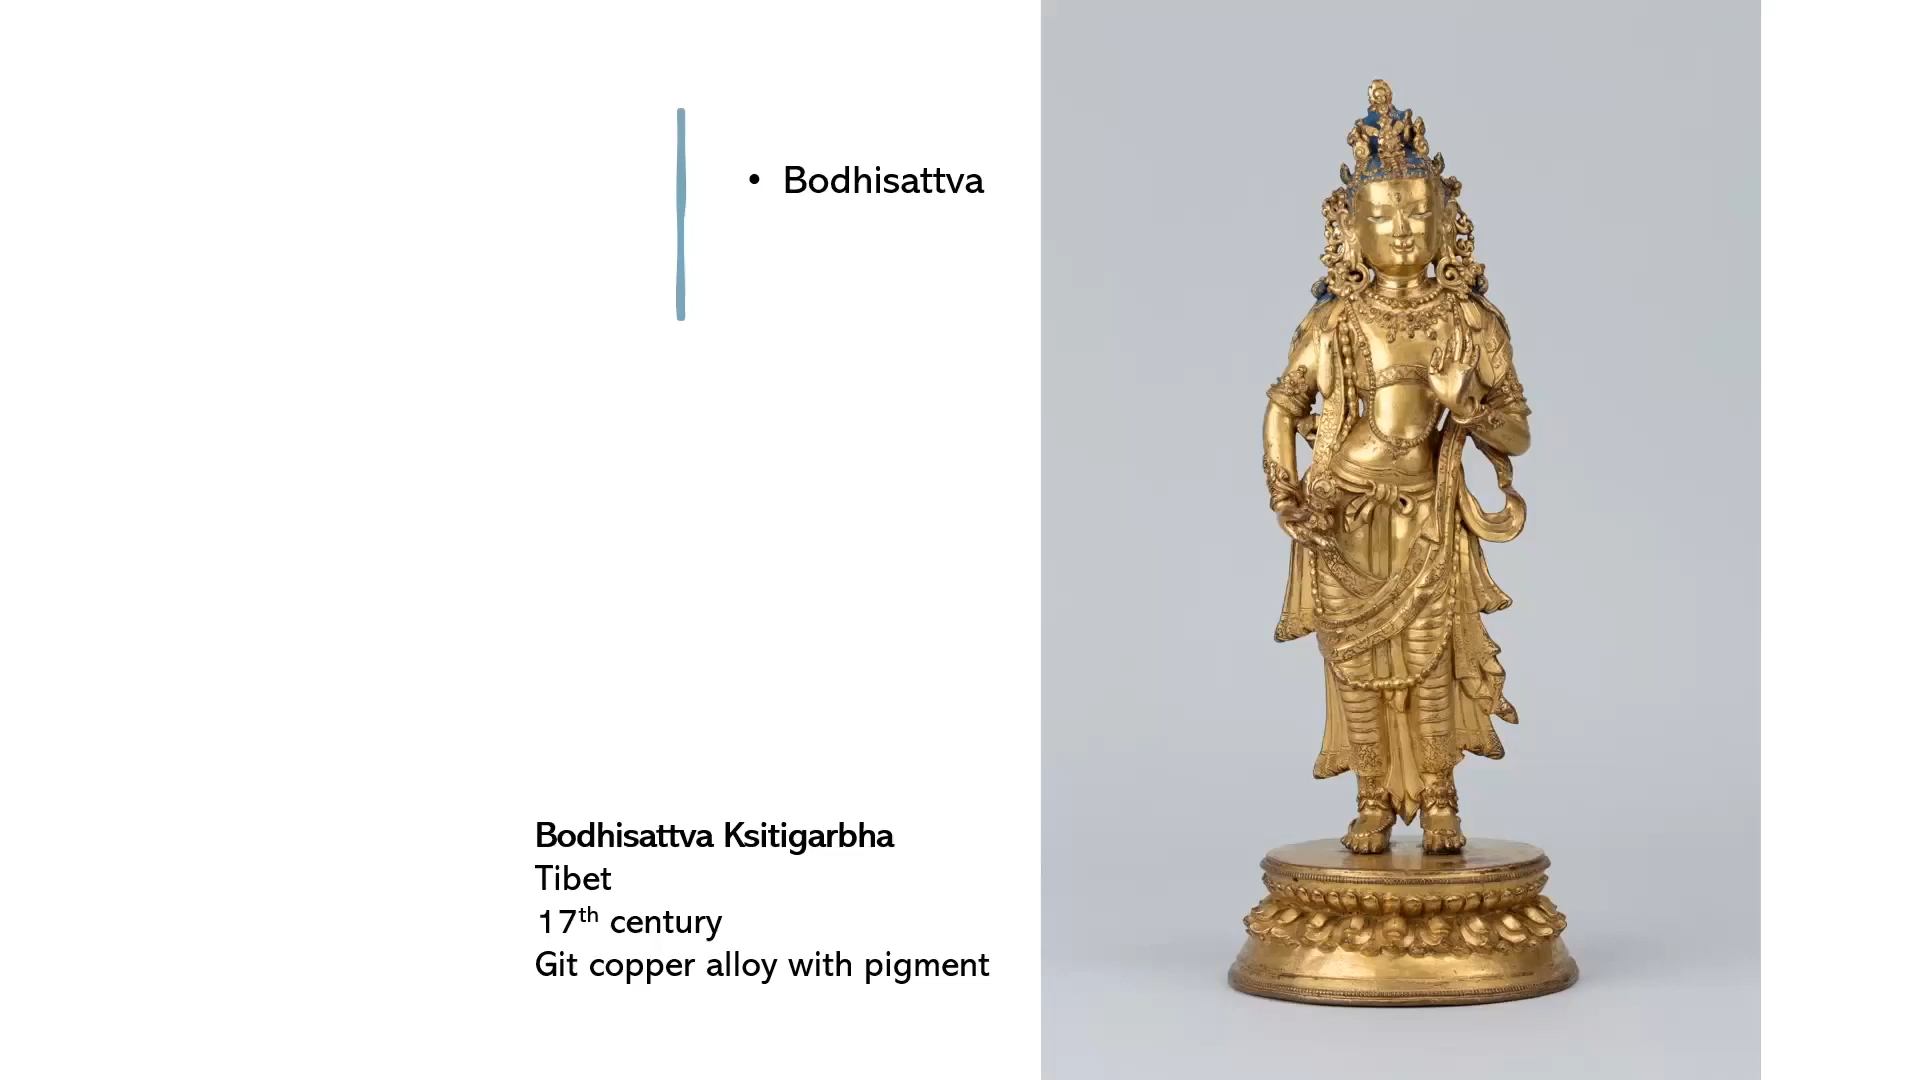 • Bodhisattva
Bodhisattva Ksitigarbha
Tibet
17th century
Git copper alloy with pigment